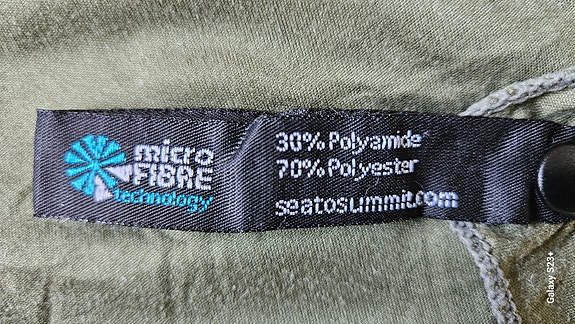 micro
FIBRE
technology
30% Polyamide
70% Polyester
seatosummit.com
Galaxy S23+